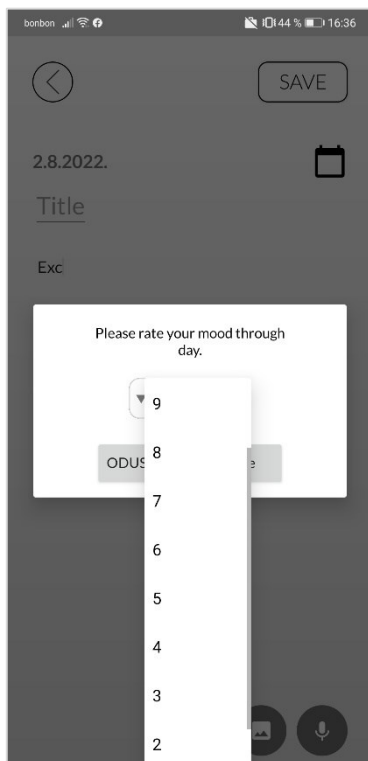 bonbon 44 % 16:36
SAVE
2.8.2022.
Title
Exc
Please rate your mood through
day.
9
ODUS
8
e
7
6
5
4
3
2